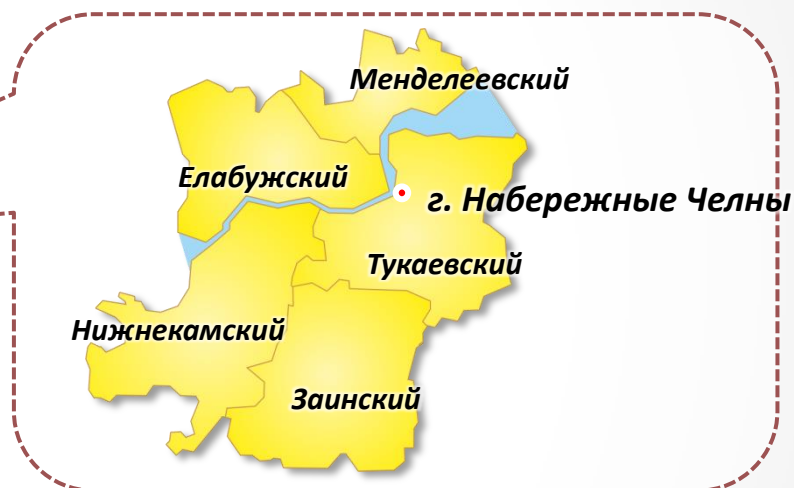 Менделеевский
Елабужский
г. Набережные Челны
Тукаевский
Нижнекамский
Заинский